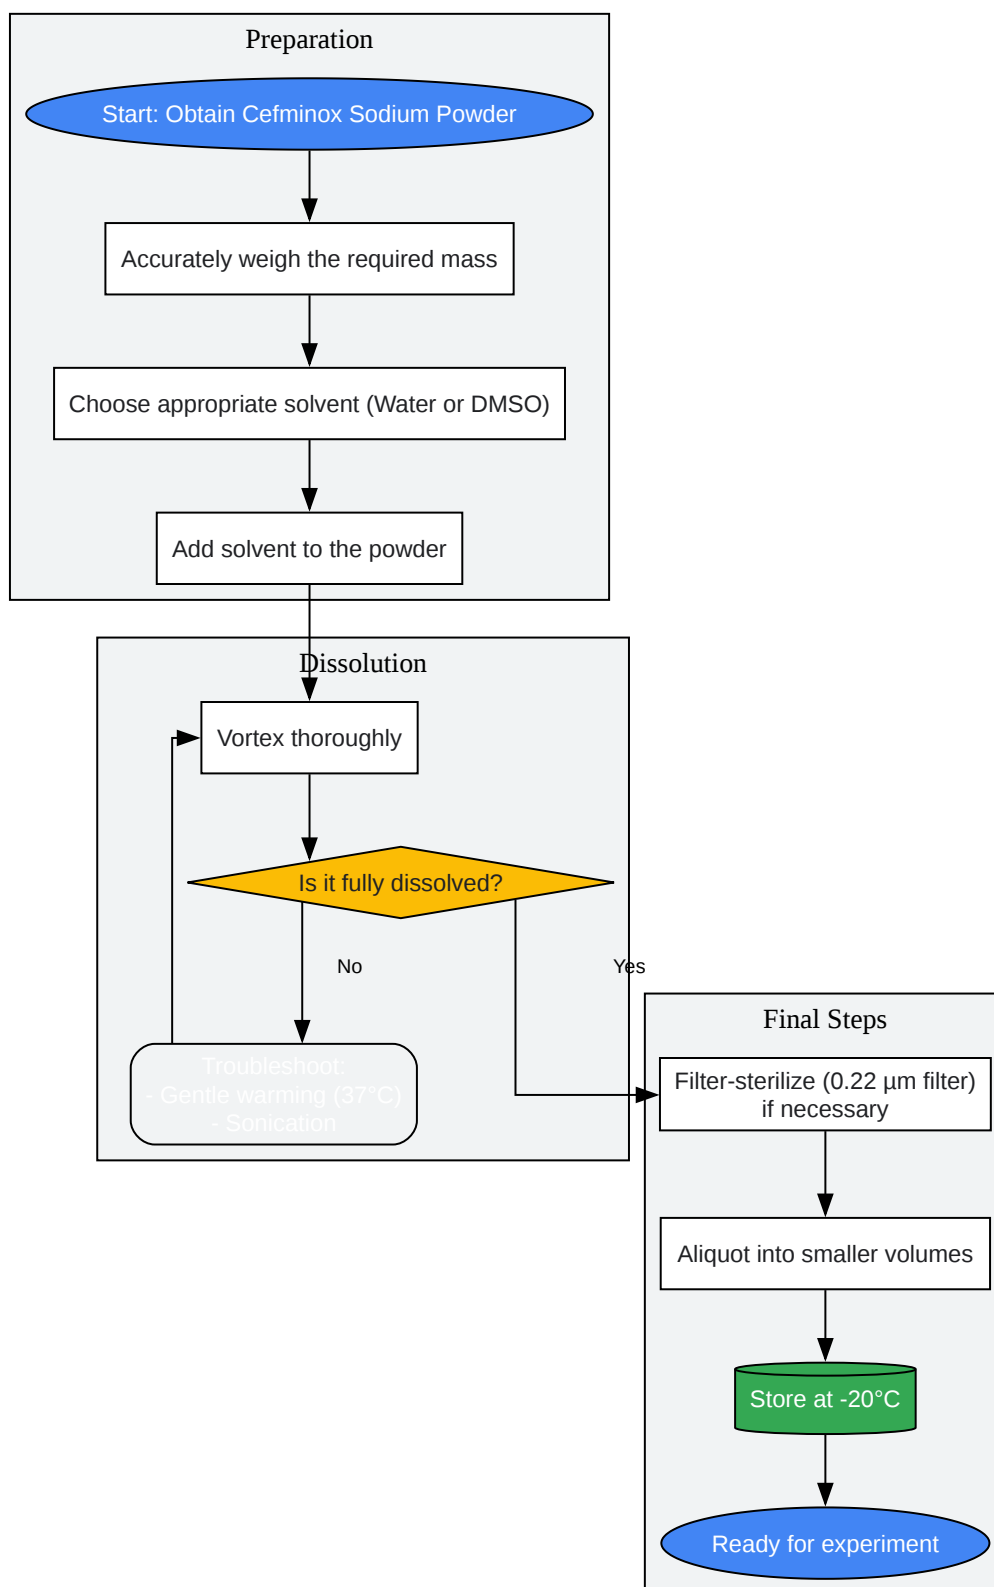 Preparation
Start: Obtain Cefminox Sodium Powder
Accurately weigh the required mass
Choose appropriate solvent (Water or DMSO)
Add solvent to the powder
Dissolution
Vortex thoroughly
Is it fully dissolved?
No
Yes
Troubleshoot:
- Gentle warming (37°C)
- Sonication
Final Steps
Filter-sterilize (0.22 µm filter)
if necessary
Aliquot into smaller volumes
Store at -20°C
Ready for experiment